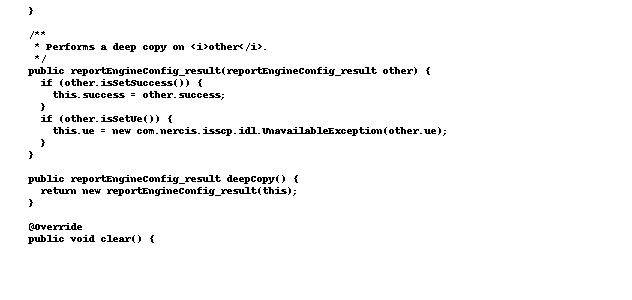 }
/**
 * Performs a deep copy on <i>other</i>.
 */
public reportEngineConfig_result(reportEngineConfig_result other) {
  if (other.isSetSuccess()) {
    this.success = other.success;
  }
  if (other.isSetUe()) {
    this.ue = new com.nercis.isscp.idl.UnavailableException(other.ue);
  }
}
public reportEngineConfig_result deepCopy() {
  return new reportEngineConfig_result(this);
}
@Override
public void clear() {